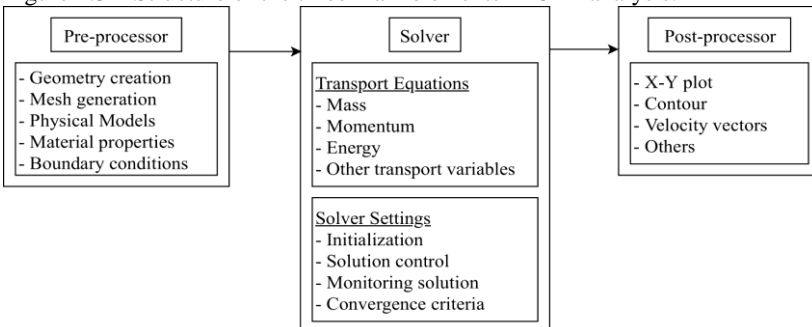 Pre-processor
- Geometry creation
- Mesh generation
- Physical Models
- Material properties
- Boundary conditions
Solver
Transport Equations
- Mass
- Momentum
- Energy
- Other transport variables
Solver Settings
- Initialization
- Solution control
- Monitoring solution
- Convergence criteria
Post-processor
- X-Y plot
- Contour
- Velocity vectors
- Others